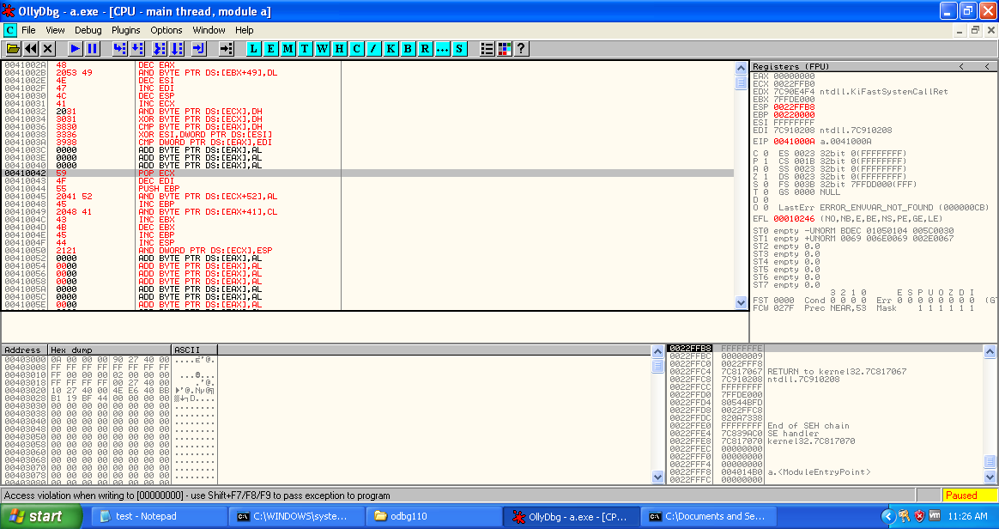 OllyDbg - a.exe - [CPU - main thread, module a]
C File View Debug Plugins Options Window Help
L E M T W H C / K B R ... S ?
0041002A 48 DEC EAX
0041002B 2053 49 AND BYTE PTR DS:[EBX+49],DL
0041002E 4E DEC ESI
0041002F 47 INC EDI
00410030 4C DEC ESP
00410031 41 INC ECX
00410032 2031 AND BYTE PTR DS:[ECX],DH
00410034 3031 XOR BYTE PTR DS:[ECX],DH
00410036 3830 CMP BYTE PTR DS:[EAX],DH
00410038 3336 XOR ESI,DWORD PTR DS:[ESI]
0041003A 3938 CMP DWORD PTR DS:[EAX],EDI
0041003C 0000 ADD BYTE PTR DS:[EAX],AL
0041003E 0000 ADD BYTE PTR DS:[EAX],AL
00410040 0000 ADD BYTE PTR DS:[EAX],AL
00410042 59 POP ECX
00410043 4F DEC EDI
00410044 55 PUSH EBP
00410045 2041 52 AND BYTE PTR DS:[ECX+52],AL
00410048 45 INC EBP
00410049 2048 41 AND BYTE PTR DS:[EAX+41],CL
0041004C 43 INC EBX
0041004D 4B DEC EBX
0041004E 45 INC EBP
0041004F 44 INC ESP
00410050 2121 AND DWORD PTR DS:[ECX],ESP
00410052 0000 ADD BYTE PTR DS:[EAX],AL
00410054 0000 ADD BYTE PTR DS:[EAX],AL
00410056 0000 ADD BYTE PTR DS:[EAX],AL
00410058 0000 ADD BYTE PTR DS:[EAX],AL
0041005A 0000 ADD BYTE PTR DS:[EAX],AL
0041005C 0000 ADD BYTE PTR DS:[EAX],AL
0041005E 0000 ADD BYTE PTR DS:[EAX],AL
Registers (FPU) < <
EAX 00000000
ECX 0022FFB0
EDX 7C90E4F4 ntdll.KiFastSystemCallRet
EBX 7FFDE000
ESP 0022FFB8
EBP 00220000
ESI FFFFFFFF
EDI 7C910208 ntdll.7C910208
EIP 0041000A a.0041000A
C 0 ES 0023 32bit 0(FFFFFFFF)
P 1 CS 001B 32bit 0(FFFFFFFF)
A 0 SS 0023 32bit 0(FFFFFFFF)
Z 1 DS 0023 32bit 0(FFFFFFFF)
S 0 FS 003B 32bit 7FFDD000(FFF)
T 0 GS 0000 NULL
D 0
O 0 LastErr ERROR_ENVVAR_NOT_FOUND (000000CB)
EFL 00010246 (NO,NB,E,BE,NS,PE,GE,LE)
ST0 empty -UNORM BDEC 01050104 005C0030
ST1 empty +UNORM 0069 006E0069 002E0067
ST2 empty 0.0
ST3 empty 0.0
ST4 empty 0.0
ST5 empty 0.0
ST6 empty 0.0
ST7 empty 0.0
3 2 1 0 E S P U O Z D I
FST 0000 Cond 0 0 0 0 Err 0 0 0 0 0 0 0 0 (G
FCW 027F Prec NEAR,53 Mask 1 1 1 1 1 1
Address Hex dump ASCII
00403000 0A 00 00 00 90 27 40 00
00403008 FF FF FF FF FF FF FF FF
00403010 FF 00 00 00 02 00 00 00
00403018 FF FF FF FF 00 27 40 00
00403020 10 27 40 00 4E E6 40 BB
00403028 B1 19 BF 44 00 00 00 00
00403030 00 00 00 00 00 00 00 00 ........
00403038 00 00 00 00 00 00 00 00 ........
00403040 00 00 00 00 00 00 00 00 ........
00403048 00 00 00 00 00 00 00 00 ........
00403050 00 00 00 00 00 00 00 00 ........
00403058 00 00 00 00 00 00 00 00 ........
00403060 00 00 00 00 00 00 00 00 ........
00403068 00 00 00 00 00 00 00 00 ........
00403070 00 00 00 00 00 00 00 00 ........
00403078 00 00 00 00 00 00 00 00 ........
0022FFB8 FFFFFFFE
0022FFBC 00000009
0022FFC0 0022FFF8
0022FFC4 7C817067 RETURN to kernel32.7C817067
0022FFC8 7C910208 ntdll.7C910208
0022FFCC FFFFFFFF
0022FFD0 7FFDE000
0022FFD4 80544BFD
0022FFD8 0022FFC8
0022FFDC 820A7338
0022FFE0 FFFFFFFF End of SEH chain
0022FFE4 7C839AC0 SE handler
0022FFE8 7C817070 kernel32.7C817070
0022FFEC 00000000
0022FFF0 00000000
0022FFF4 00000000
0022FFF8 004014B0 a.<ModuleEntryPoint>
0022FFFC 00000000
Access violation when writing to [00000000] - use Shift+F7/F8/F9 to pass exception to program Paused
start test - Notepad C:\WINDOWS\syste... odbg110 OllyDbg - a.exe - [CP... C:\Documents and Se... 11:26 AM